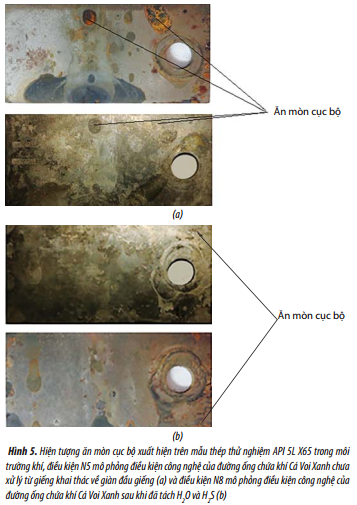 Ăn mòn cục bộ
(a)
Ăn mòn cục bộ
(b)
Hình 5. Hiện tượng ăn mòn cục bộ xuất hiện trên mẫu thép thử nghiệm API 5L X65 trong môi
trường khí, điều kiện N5 mô phỏng điều kiện công nghệ của đường ống chứa khí Cá Voi Xanh chưa
xử lý từ giếng khai thác về giàn đầu giếng (a) và điều kiện N8 mô phỏng điều kiện công nghệ của
đường ống chứa khí Cá Voi Xanh sau khi đã tách H₂O và H₂S (b)